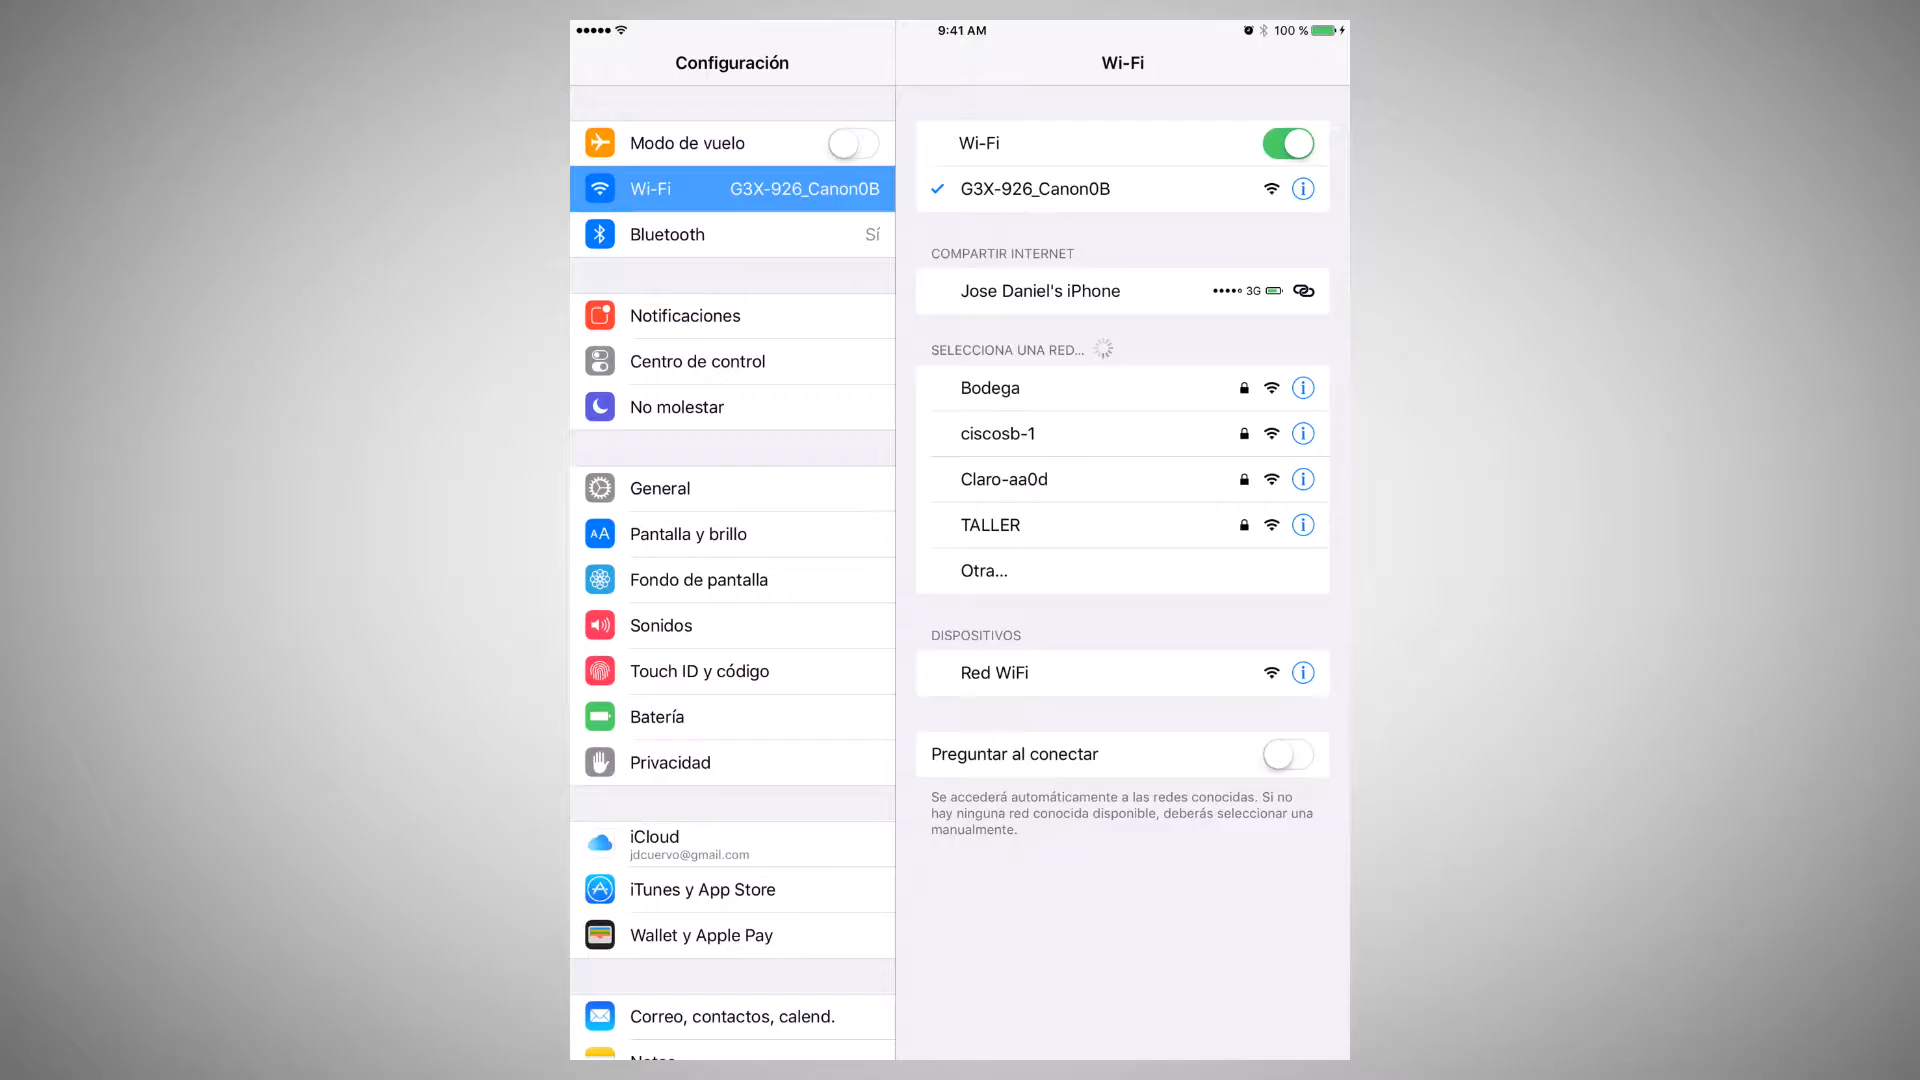 9:41 AM
100 %
Configuración
Wi-Fi
Modo de vuelo
Wi-Fi G3X-926_Canon0B
Bluetooth Sí
Notificaciones
Centro de control
No molestar
General
AA Pantalla y brillo
Fondo de pantalla
Sonidos
Touch ID y código
Batería
Privacidad
iCloud
jdcuervo@gmail.com
iTunes y App Store
Wallet y Apple Pay
Correo, contactos, calend.
Notas
Wi-Fi
G3X-926_Canon0B
COMPARTIR INTERNET
Jose Daniel's iPhone 3G
SELECCIONA UNA RED...
Bodega
ciscosb-1
Claro-aa0d
TALLER
Otra...
DISPOSITIVOS
Red WiFi
Preguntar al conectar
Se accederá automáticamente a las redes conocidas. Si no
hay ninguna red conocida disponible, deberás seleccionar una
manualmente.